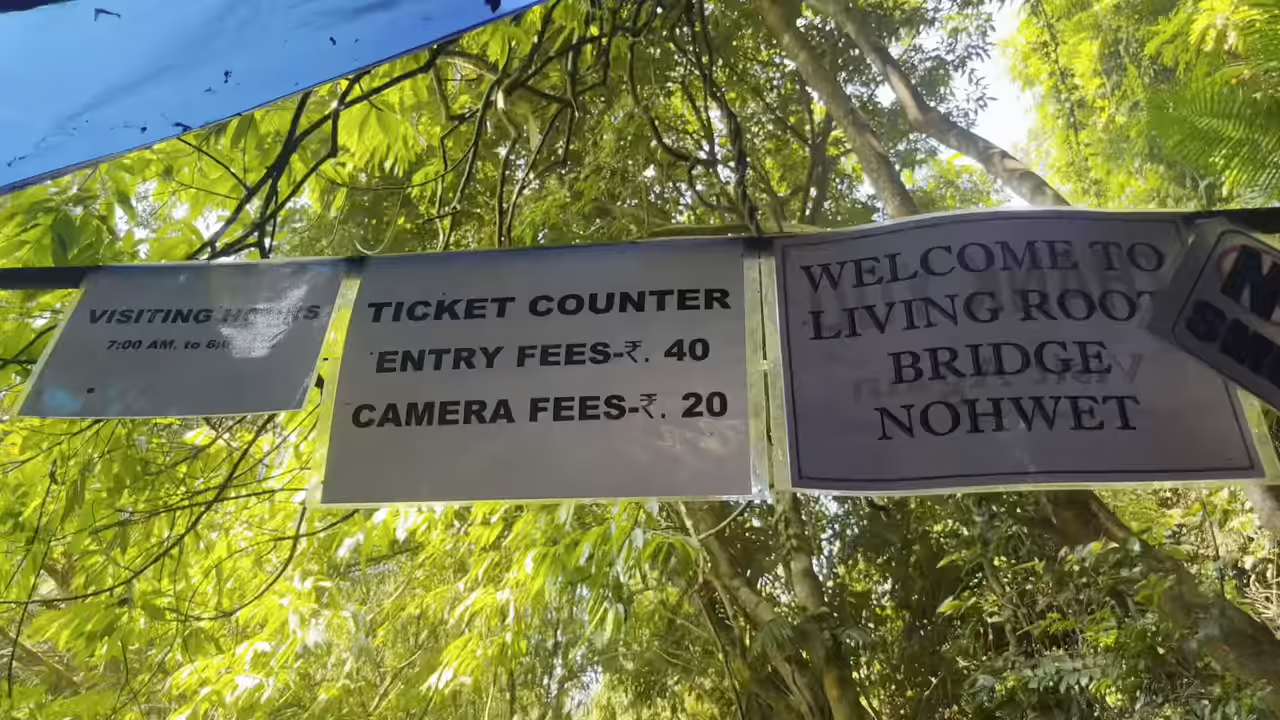 VISITING HOURS
7:00 AM. to
TICKET COUNTER
ENTRY FEES-₹. 40
CAMERA FEES-₹. 20
WELCOME TO
LIVING ROOT
BRIDGE
NOHWET